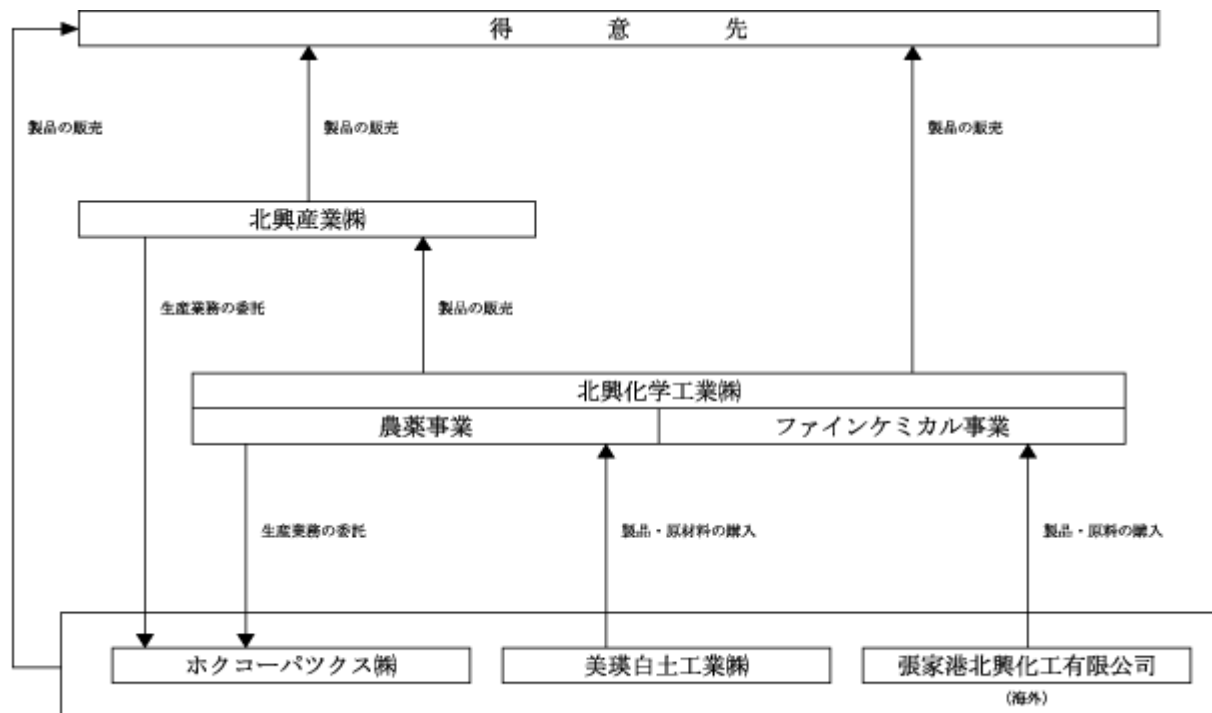 得意先
製品の販売
製品の販売
製品の販売
北興産業㈱
生産業務の委託
製品の販売
北興化学工業㈱
農薬事業
ファインケミカル事業
生産業務の委託
製品・原材料の購入
製品・原料の購入
ホクコーパツクス㈱
美瑛白土工業㈱
張家港北興化工有限公司
(海外)